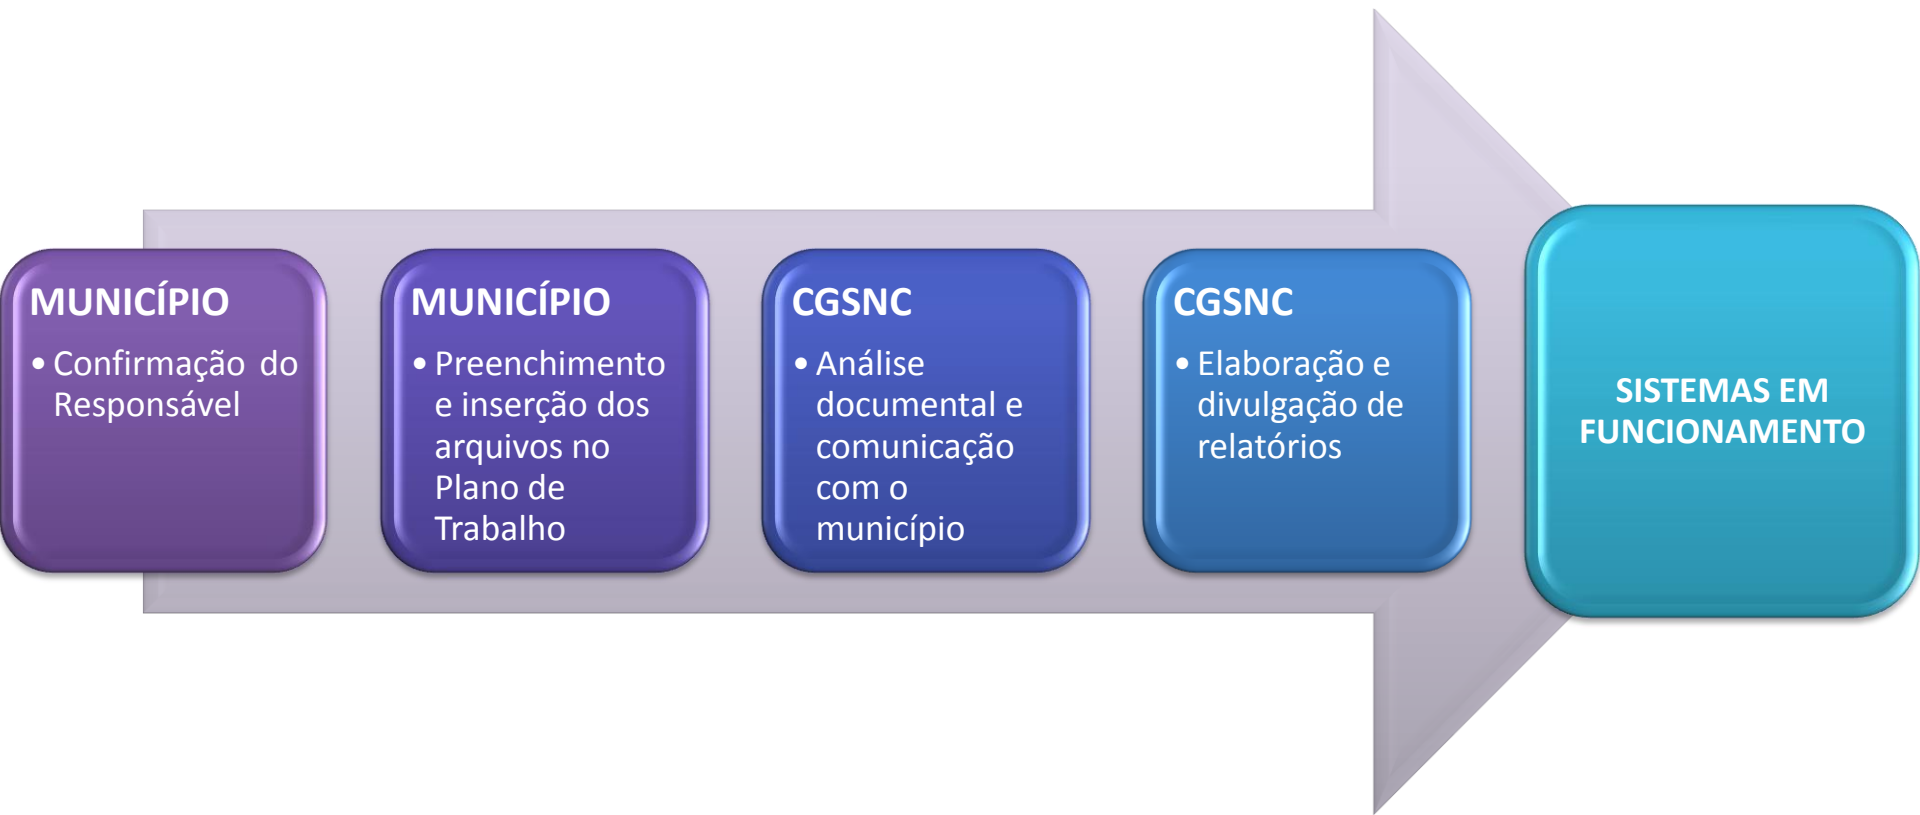 MUNICÍPIO
• Confirmação do
Responsável
MUNICÍPIO
• Preenchimento
e inserção dos
arquivos no
Plano de
Trabalho
CGSNC
• Análise
documental e
comunicação
com o
município
CGSNC
• Elaboração e
divulgação de
relatórios
SISTEMAS EM
FUNCIONAMENTO